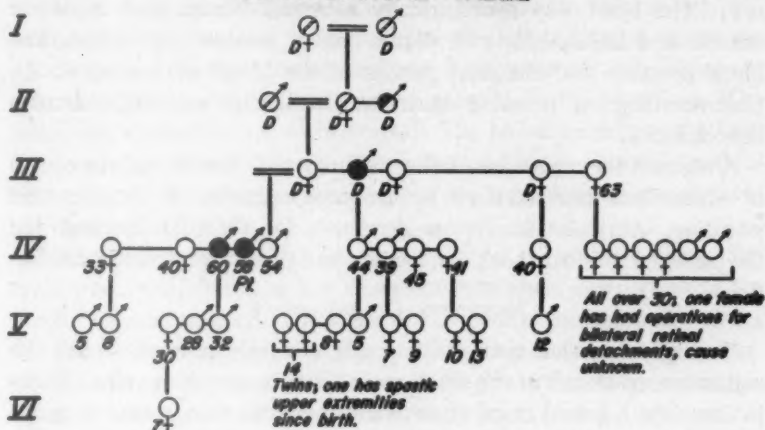 I
D D
II
D D D
III
D D D D 63
IV
33 40 60 58 54 44 39 45 41 40
Pt.
All over 30; one female
has had operations for
bilateral retinal
detachments, cause
unknown.
V
5 6 28 32 5 12
30 7 9 10 13
14
Twins; one has spastic
upper extremities
since birth.
VI
7